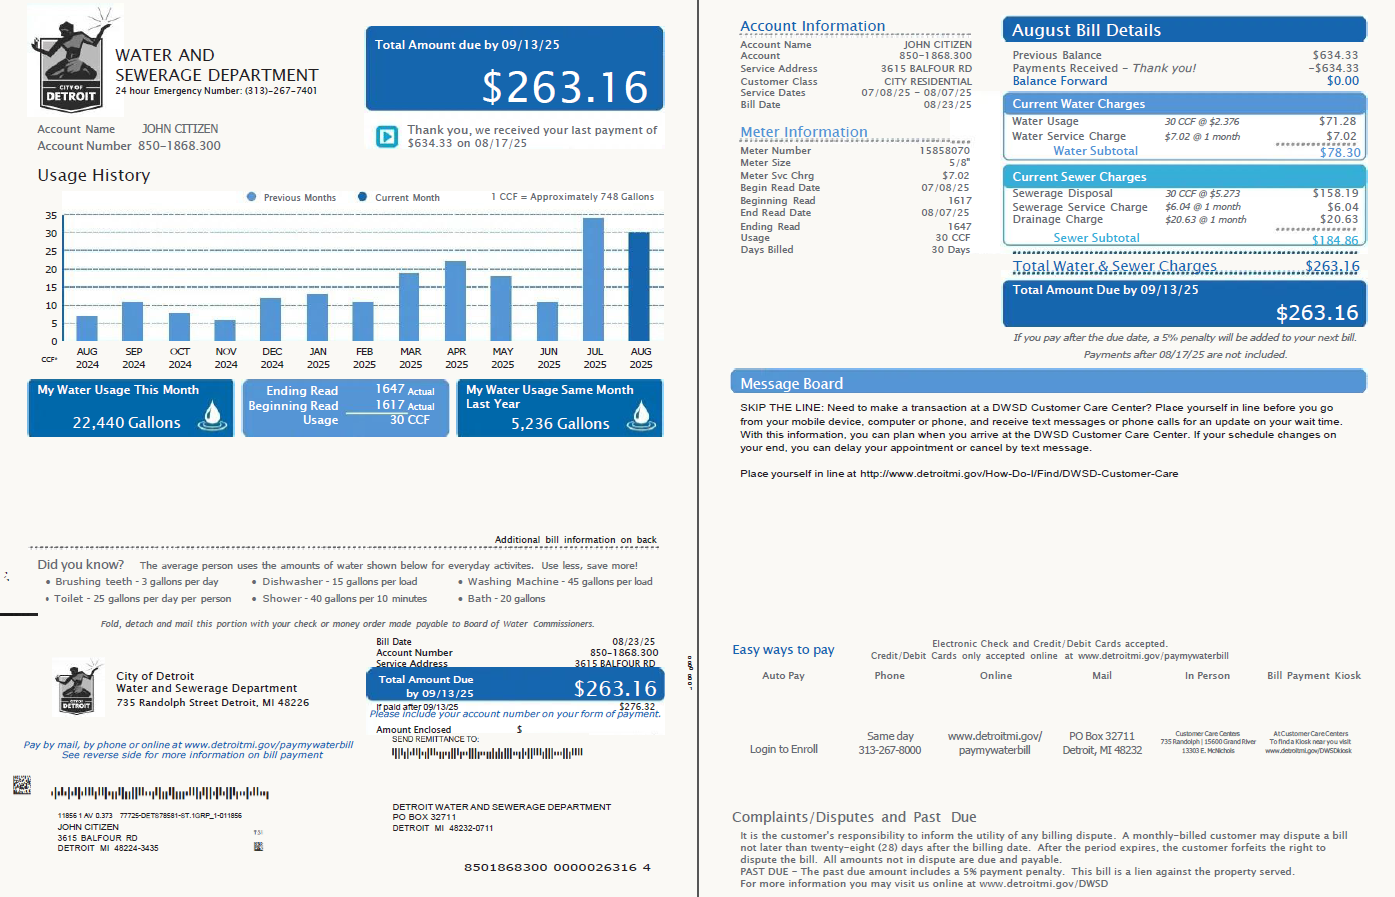 WATER AND
SEWERAGE DEPARTMENT
24 hour Emergency Number: (313)-267-7401
CITY OF
DETROIT
Account Name JOHN CITIZEN
Account Number 850-1868.300
Total Amount due by 09/13/25
$263.16
Thank you, we received your last payment of
$634.33 on 08/17/25
Usage History
Previous Months Current Month 1 CCF = Approximately 748 Gallons
35
30
25
20
15
10
5
0
CCF*
AUG SEP OCT NOV DEC JAN FEB MAR APR MAY JUN JUL AUG
2024 2024 2024 2024 2024 2025 2025 2025 2025 2025 2025 2025 2025
My Water Usage This Month
22,440 Gallons
Ending Read 1647 Actual
Beginning Read 1617 Actual
Usage 30 CCF
My Water Usage Same Month
Last Year
5,236 Gallons
Additional bill information on back
Did you know? The average person uses the amounts of water shown below for everyday activites. Use less, save more!
• Brushing teeth - 3 gallons per day • Dishwasher - 15 gallons per load • Washing Machine - 45 gallons per load
• Toilet - 25 gallons per day per person • Shower - 40 gallons per 10 minutes • Bath - 20 gallons
Fold, detach and mail this portion with your check or money order made payable to Board of Water Commissioners.
CITY OF
DETROIT
City of Detroit
Water and Sewerage Department
735 Randolph Street Detroit, MI 48226
Bill Date 08/23/25
Account Number 850-1868.300
Service Address 3615 BALFOUR RD
Total Amount Due
by 09/13/25 $263.16
If paid after 09/13/25 $276.32
Please include your account number on your form of payment.
Amount Enclosed $
SEND REMITTANCE TO:
Pay by mail, by phone or online at www.detroitmi.gov/paymywaterbill
See reverse side for more information on bill payment
11856 1 AV 0.373 77725-DETS78581-ST.1GRP_1-011856
JOHN CITIZEN
3615 BALFOUR RD
DETROIT MI 48224-3435
DETROIT WATER AND SEWERAGE DEPARTMENT
PO BOX 32711
DETROIT MI 48232-0711
8501868300 0000026316 4
Account Information
Account Name JOHN CITIZEN
Account 850-1868.300
Service Address 3615 BALFOUR RD
Customer Class CITY RESIDENTIAL
Service Dates 07/08/25 - 08/07/25
Bill Date 08/23/25
Meter Information
Meter Number 15858070
Meter Size 5/8"
Meter Svc Chrg $7.02
Begin Read Date 07/08/25
Beginning Read 1617
End Read Date 08/07/25
Ending Read 1647
Usage 30 CCF
Days Billed 30 Days
August Bill Details
Previous Balance $634.33
Payments Received - Thank you! -$634.33
Balance Forward $0.00
Current Water Charges
Water Usage 30 CCF @ $2.376 $71.28
Water Service Charge $7.02 @ 1 month $7.02
Water Subtotal $78.30
Current Sewer Charges
Sewerage Disposal 30 CCF @ $5.273 $158.19
Sewerage Service Charge $6.04 @ 1 month $6.04
Drainage Charge $20.63 @ 1 month $20.63
Sewer Subtotal $184.86
Total Water & Sewer Charges $263.16
Total Amount Due by 09/13/25
$263.16
If you pay after the due date, a 5% penalty will be added to your next bill.
Payments after 08/17/25 are not included.
Message Board
SKIP THE LINE: Need to make a transaction at a DWSD Customer Care Center? Place yourself in line before you go
from your mobile device, computer or phone, and receive text messages or phone calls for an update on your wait time.
With this information, you can plan when you arrive at the DWSD Customer Care Center. If your schedule changes on
your end, you can delay your appointment or cancel by text message.
Place yourself in line at http://www.detroitmi.gov/How-Do-I/Find/DWSD-Customer-Care
Easy ways to pay
Electronic Check and Credit/Debit Cards accepted.
Credit/Debit Cards only accepted online at www.detroitmi.gov/paymywaterbill
Auto Pay Phone Online Mail In Person Bill Payment Kiosk
Login to Enroll
Same day
313-267-8000
www.detroitmi.gov/
paymywaterbill
PO Box 32711
Detroit, MI 48232
Customer Care Centers
735 Randolph | 15600 Grand River
13303 E. McNichols
At Customer Care Centers
To find a Kiosk near you visit
www.detroitmi.gov/DWSDkiosk
Complaints/Disputes and Past Due
It is the customer's responsibility to inform the utility of any billing dispute. A monthly-billed customer may dispute a bill
not later than twenty-eight (28) days after the billing date. After the period expires, the customer forfeits the right to
dispute the bill. All amounts not in dispute are due and payable.
PAST DUE - The past due amount includes a 5% payment penalty. This bill is a lien against the property served.
For more information you may visit us online at www.detroitmi.gov/DWSD